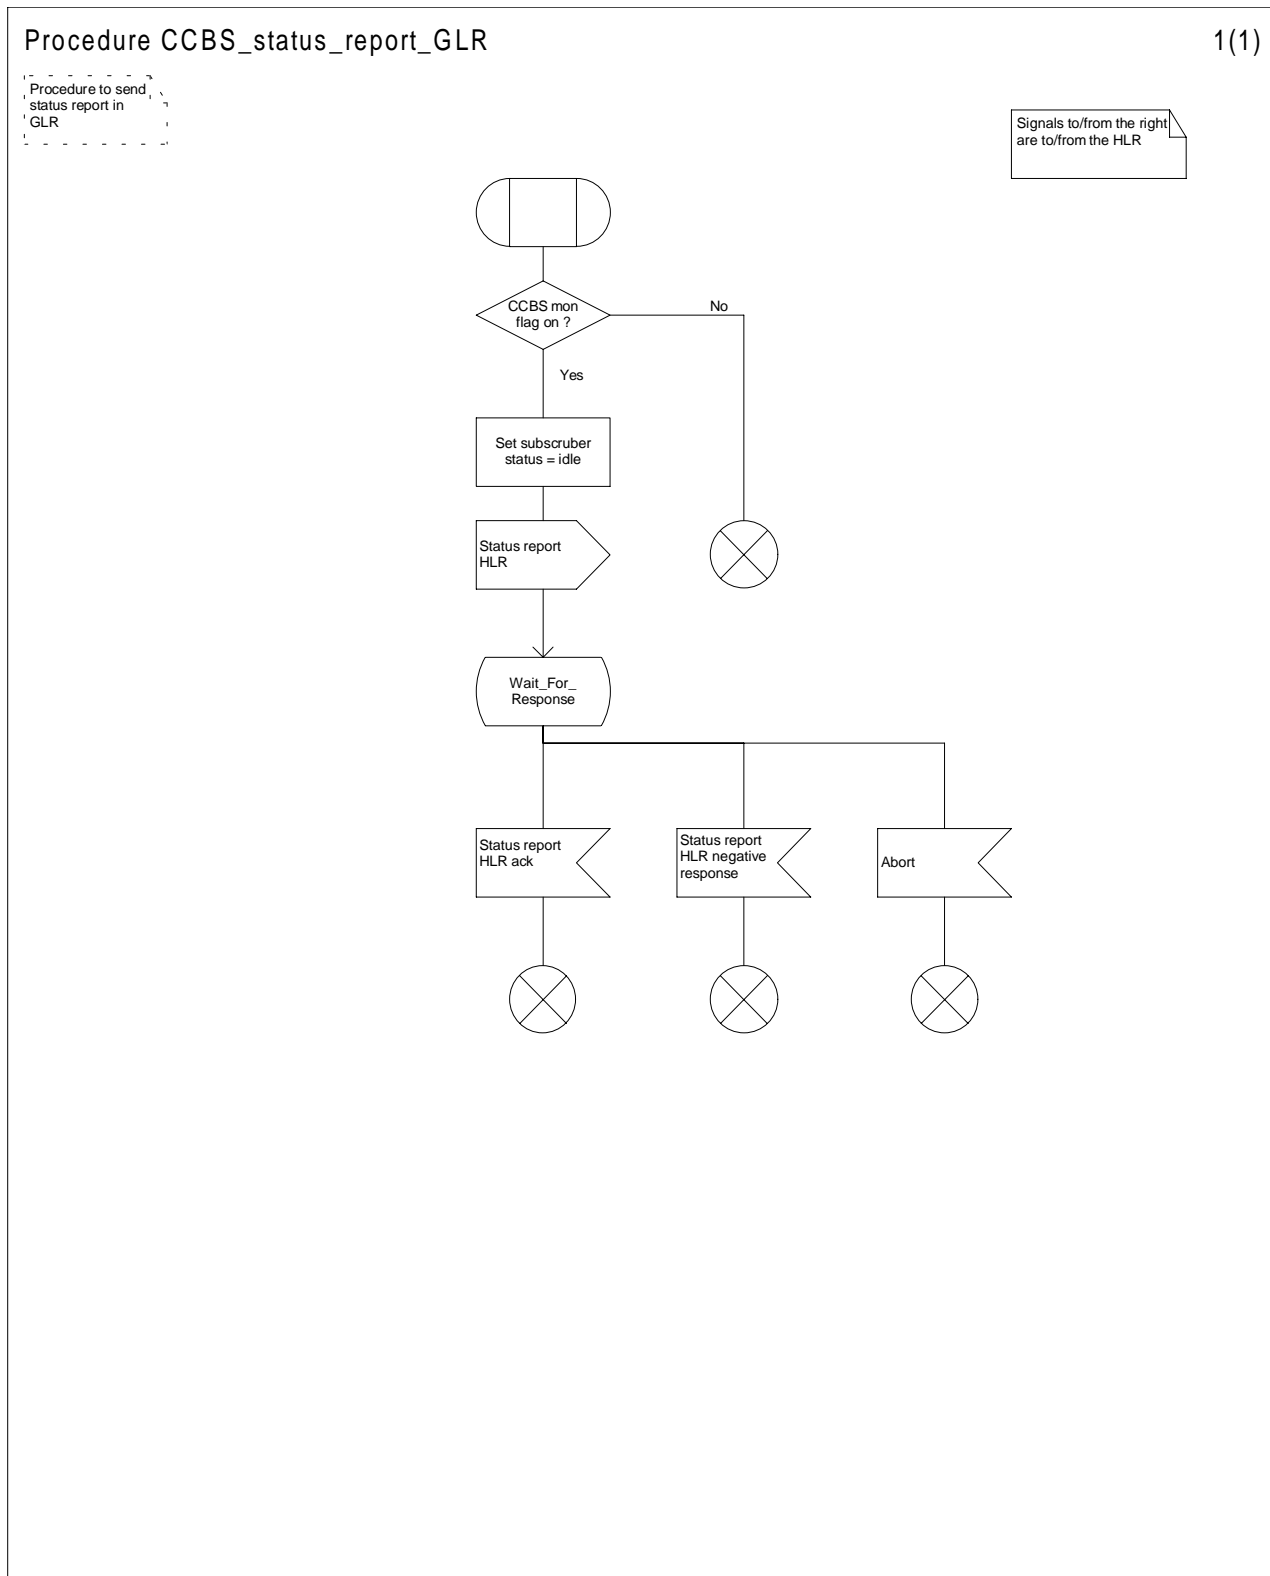 Procedure CCBS_status_report_GLR
1(1)
Procedure to send
status report in
GLR
Signals to/from the right
are to/from the HLR
CCBS mon
flag on ?
No
Yes
Set subscruber
status = idle
Status report
HLR
Wait_For_
Response
Status report
HLR ack
Status report
HLR negative
response
Abort